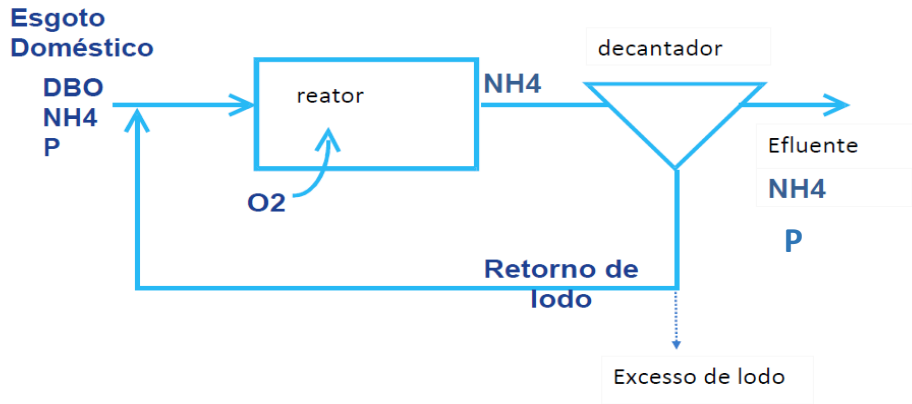 Esgoto
Doméstico
DBO
NH4
P
reator
O2
NH4
decantador
Efluente
NH4
P
Retorno de
lodo
Excesso de lodo